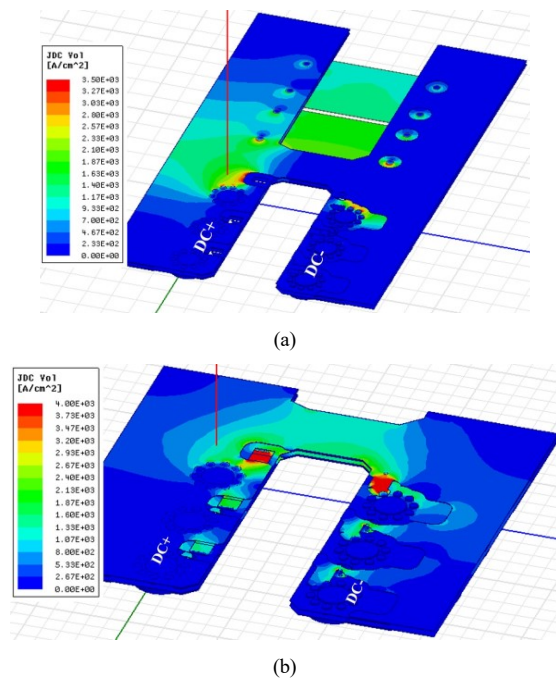 JDC Vol
[A/cm^2]
3.50E+03
3.27E+03
3.03E+03
2.80E+03
2.57E+03
2.33E+03
2.10E+03
1.87E+03
1.63E+03
1.40E+03
1.17E+03
9.33E+02
7.00E+02
4.67E+02
2.33E+02
0.00E+00
DC+
DC-
(a)
JDC Vol
[A/cm^2]
4.00E+03
3.73E+03
3.47E+03
3.20E+03
2.93E+03
2.67E+03
2.40E+03
2.13E+03
1.87E+03
1.60E+03
1.33E+03
1.07E+03
8.00E+02
5.33E+02
2.67E+02
0.00E+00
DC+
DC-
(b)